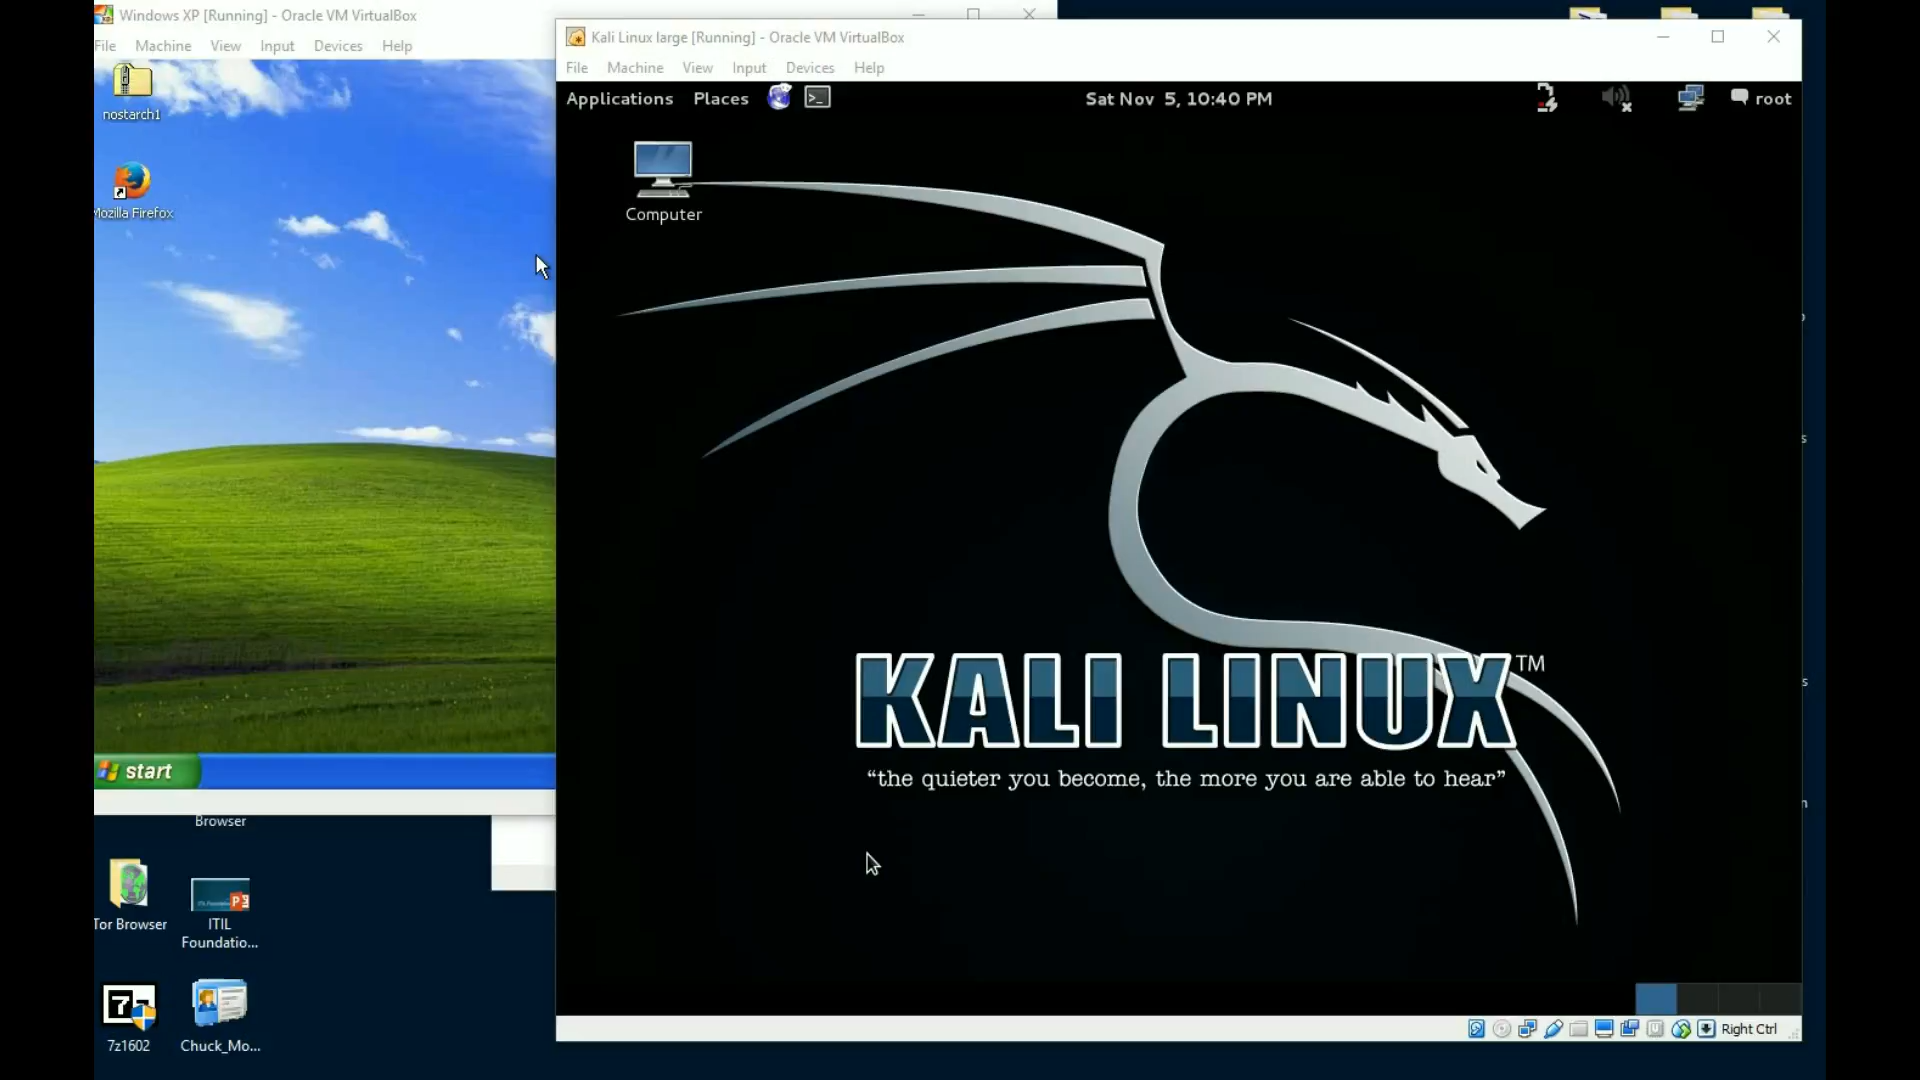 Windows XP [Running] - Oracle VM VirtualBox
File Machine View Input Devices Help
nostarch1
Mozilla Firefox
start
Kali Linux large [Running] - Oracle VM VirtualBox
File Machine View Input Devices Help
Applications Places Sat Nov 5, 10:40 PM root
Computer
KALI LINUX™
“the quieter you become, the more you are able to hear”
Right Ctrl
Browser
Tor Browser
ITIL
Foundatio...
7z1602
Chuck_Mo...